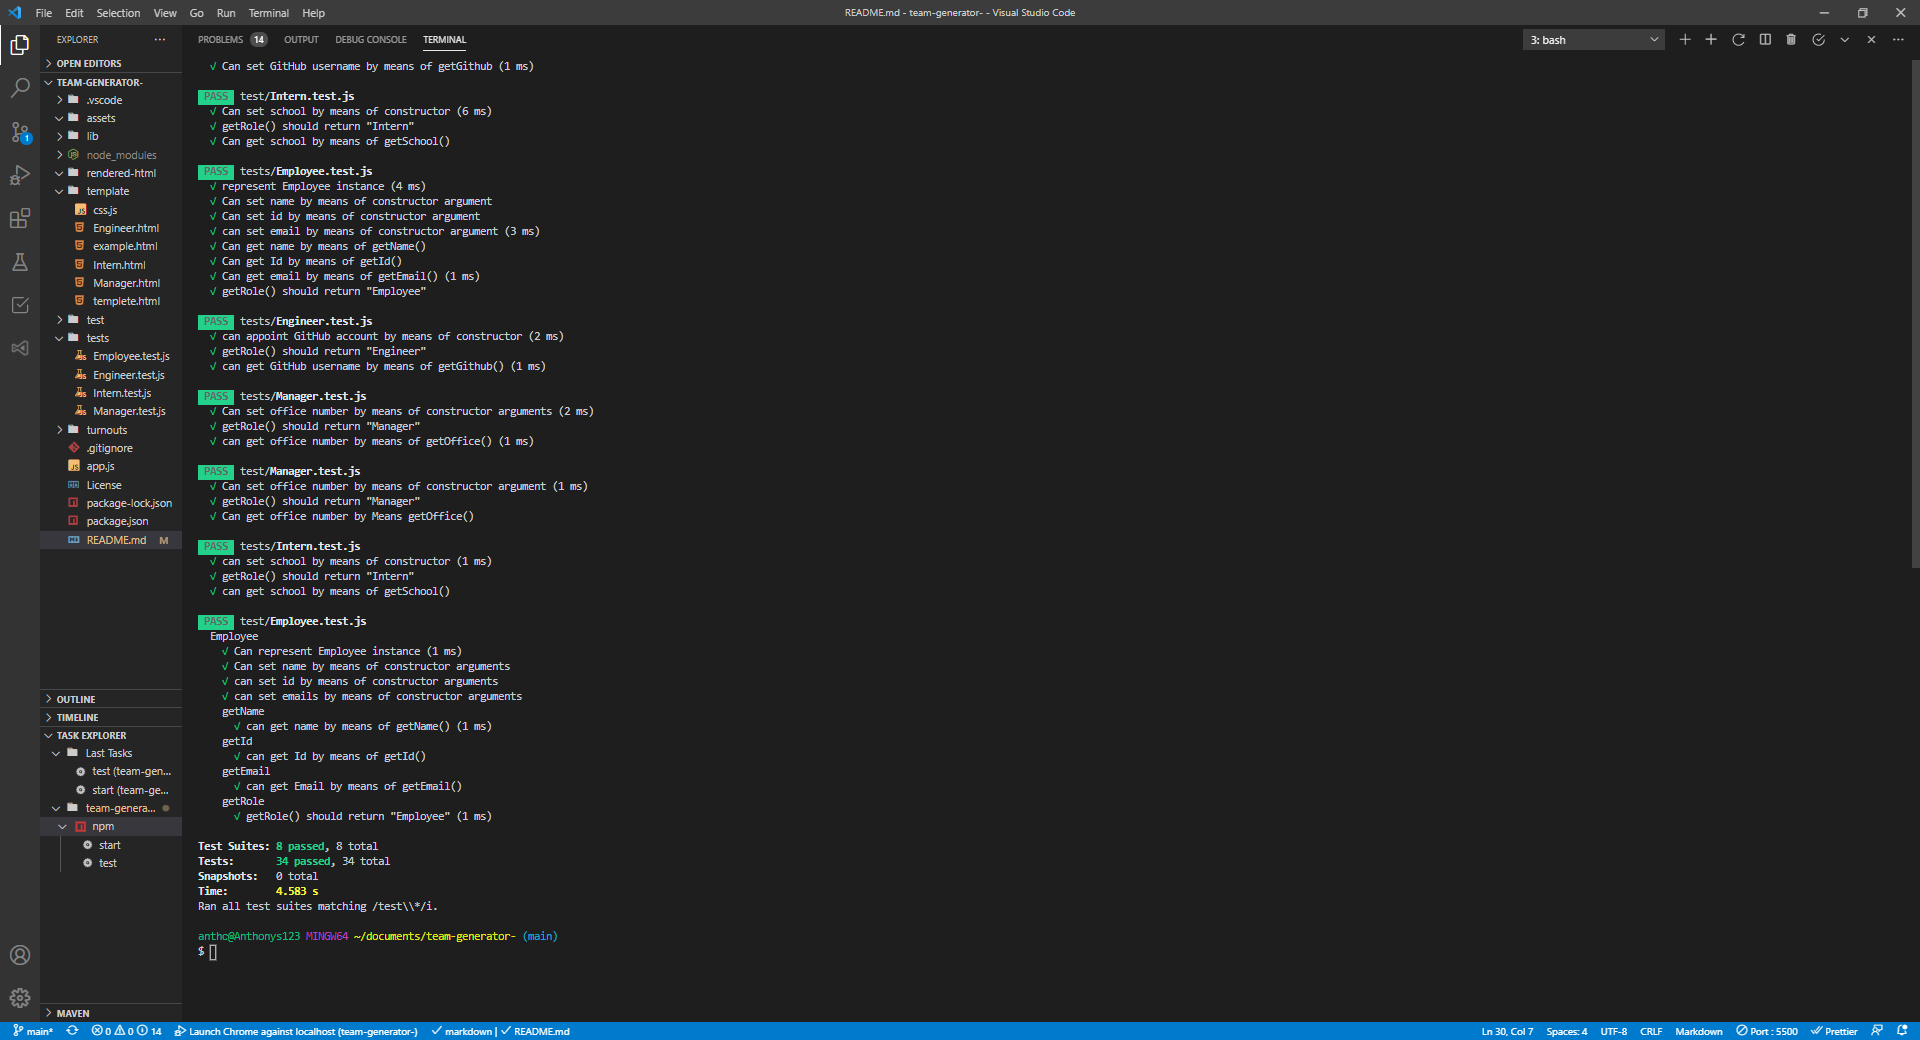 File Edit Selection View Go Run Terminal Help
README.md - team-generator- - Visual Studio Code
EXPLORER
OPEN EDITORS
TEAM-GENERATOR-
.vscode
assets
lib
node_modules
rendered-html
template
css.js
Engineer.html
example.html
Intern.html
Manager.html
templete.html
test
tests
Employee.test.js
Engineer.test.js
Intern.test.js
Manager.test.js
turnouts
.gitignore
app.js
License
package-lock.json
package.json
README.md M
OUTLINE
TIMELINE
TASK EXPLORER
Last Tasks
test (team-gen...
start (team-ge...
team-genera...
npm
start
test
MAVEN
PROBLEMS 14 OUTPUT DEBUG CONSOLE TERMINAL
3: bash
√ Can set GitHub username by means of getGithub (1 ms)
PASS test/Intern.test.js
√ Can set school by means of constructor (6 ms)
√ getRole() should return "Intern"
√ Can get school by means of getSchool()
PASS tests/Employee.test.js
√ represent Employee instance (4 ms)
√ Can set name by means of constructor argument
√ Can set id by means of constructor argument
√ can set email by means of constructor argument (3 ms)
√ Can get name by means of getName()
√ Can get Id by means of getId()
√ Can get email by means of getEmail() (1 ms)
√ getRole() should return "Employee"
PASS tests/Engineer.test.js
√ can appoint GitHub account by means of constructor (2 ms)
√ getRole() should return "Engineer"
√ can get GitHub username by means of getGithub() (1 ms)
PASS tests/Manager.test.js
√ Can set office number by means of constructor arguments (2 ms)
√ getRole() should return "Manager"
√ can get office number by means of getOffice() (1 ms)
PASS test/Manager.test.js
√ Can set office number by means of constructor argument (1 ms)
√ getRole() should return "Manager"
√ Can get office number by Means getOffice()
PASS tests/Intern.test.js
√ can set school by means of constructor (1 ms)
√ getRole() should return "Intern"
√ can get school by means of getSchool()
PASS test/Employee.test.js
Employee
√ Can represent Employee instance (1 ms)
√ Can set name by means of constructor arguments
√ can set id by means of constructor arguments
√ can set emails by means of constructor arguments
getName
√ can get name by means of getName() (1 ms)
getId
√ can get Id by means of getId()
getEmail
√ can get Email by means of getEmail()
getRole
√ getRole() should return "Employee" (1 ms)
Test Suites: 8 passed, 8 total
Tests: 34 passed, 34 total
Snapshots: 0 total
Time: 4.583 s
Ran all test suites matching /test\\*/i.
anthc@Anthonys123 MINGW64 ~/documents/team-generator- (main)
$
1
main* 0 0 14 Launch Chrome against localhost (team-generator-) markdown | README.md
Ln 30, Col 7 Spaces: 4 UTF-8 CRLF Markdown Port : 5500 Prettier